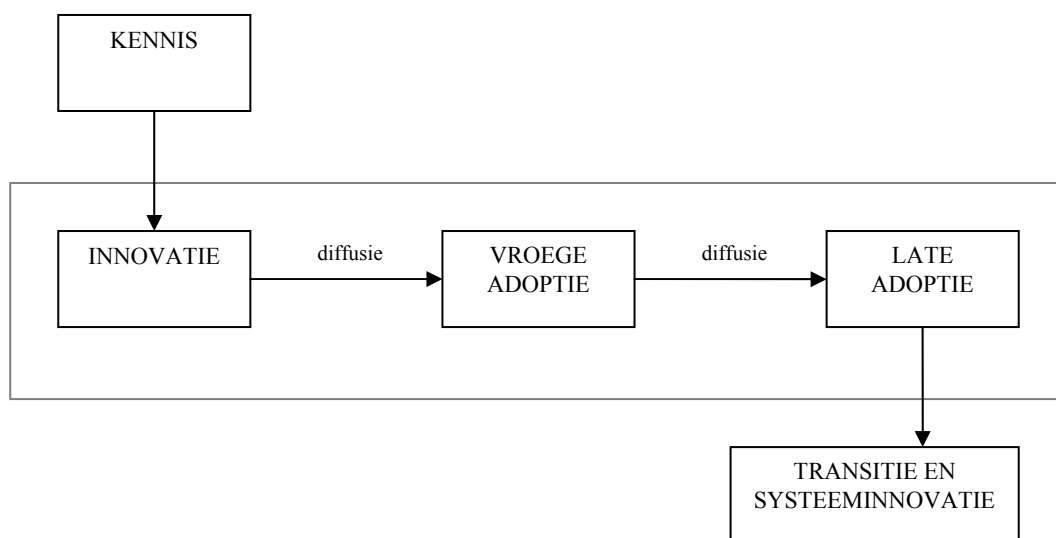 KENNIS
INNOVATIE
diffusie
VROEGE
ADOPTIE
diffusie
LATE
ADOPTIE
TRANSITIE EN
SYSTEEMINNOVATIE